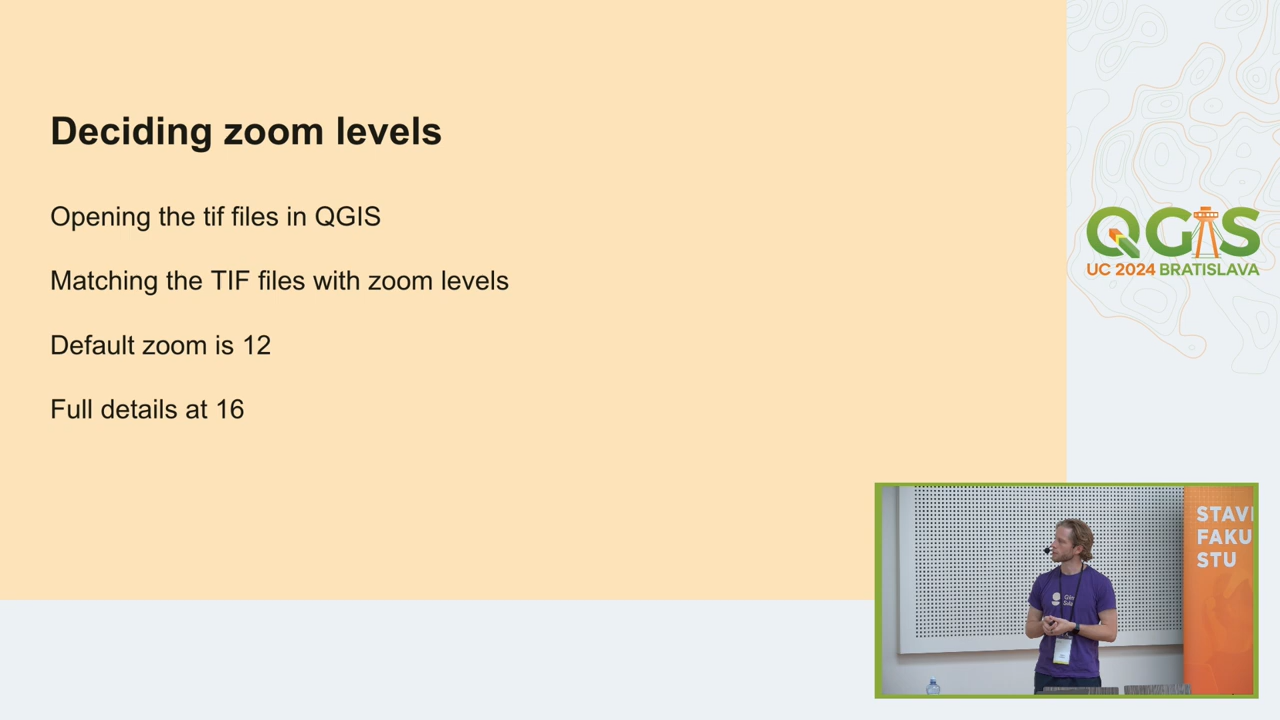 Deciding zoom levels
Opening the tif files in QGIS
Matching the TIF files with zoom levels
Default zoom is 12
Full details at 16
QGIS
UC 2024 BRATISLAVA
STAV
FAKU
STU